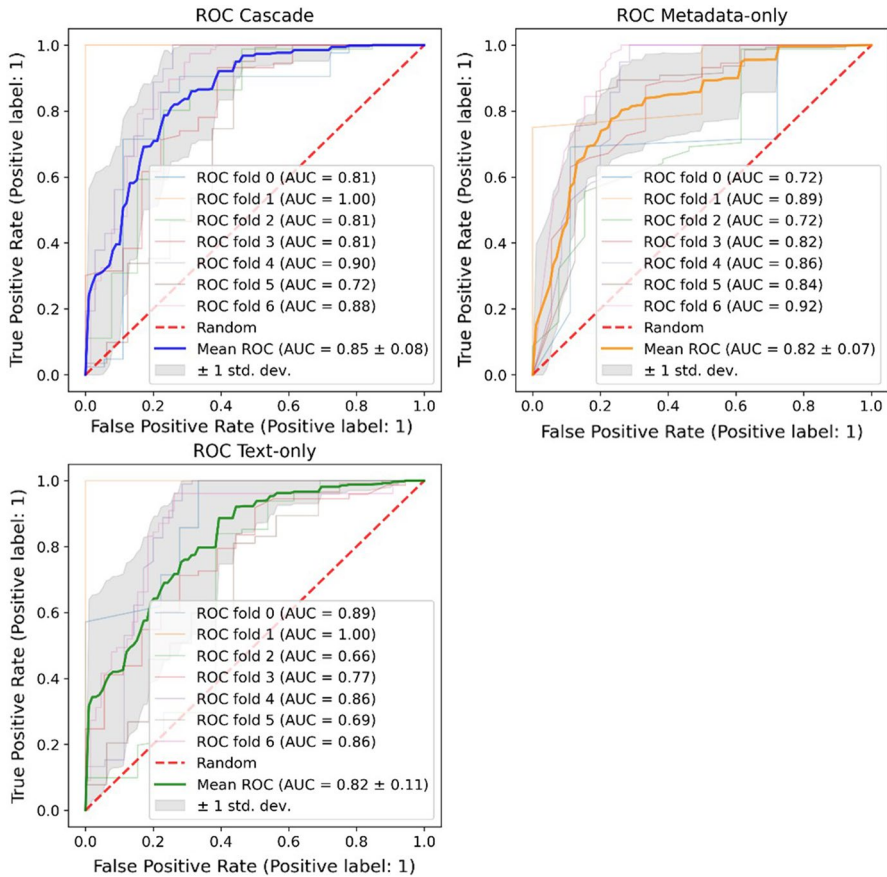 ROC Cascade
True Positive Rate (Positive label: 1)
1.0
0.8
0.6
0.4
0.2
0.0
ROC fold 0 (AUC = 0.81)
ROC fold 1 (AUC = 1.00)
ROC fold 2 (AUC = 0.81)
ROC fold 3 (AUC = 0.81)
ROC fold 4 (AUC = 0.90)
ROC fold 5 (AUC = 0.72)
ROC fold 6 (AUC = 0.88)
Random
Mean ROC (AUC = 0.85 ± 0.08)
± 1 std. dev.
0.0 0.2 0.4 0.6 0.8 1.0
False Positive Rate (Positive label: 1)
ROC Metadata-only
True Positive Rate (Positive label: 1)
1.0
0.8
0.6
0.4
0.2
0.0
ROC fold 0 (AUC = 0.72)
ROC fold 1 (AUC = 0.89)
ROC fold 2 (AUC = 0.72)
ROC fold 3 (AUC = 0.82)
ROC fold 4 (AUC = 0.86)
ROC fold 5 (AUC = 0.84)
ROC fold 6 (AUC = 0.92)
Random
Mean ROC (AUC = 0.82 ± 0.07)
± 1 std. dev.
0.0 0.2 0.4 0.6 0.8 1.0
False Positive Rate (Positive label: 1)
ROC Text-only
True Positive Rate (Positive label: 1)
1.0
0.8
0.6
0.4
0.2
0.0
ROC fold 0 (AUC = 0.89)
ROC fold 1 (AUC = 1.00)
ROC fold 2 (AUC = 0.66)
ROC fold 3 (AUC = 0.77)
ROC fold 4 (AUC = 0.86)
ROC fold 5 (AUC = 0.69)
ROC fold 6 (AUC = 0.86)
Random
Mean ROC (AUC = 0.82 ± 0.11)
± 1 std. dev.
0.0 0.2 0.4 0.6 0.8 1.0
False Positive Rate (Positive label: 1)